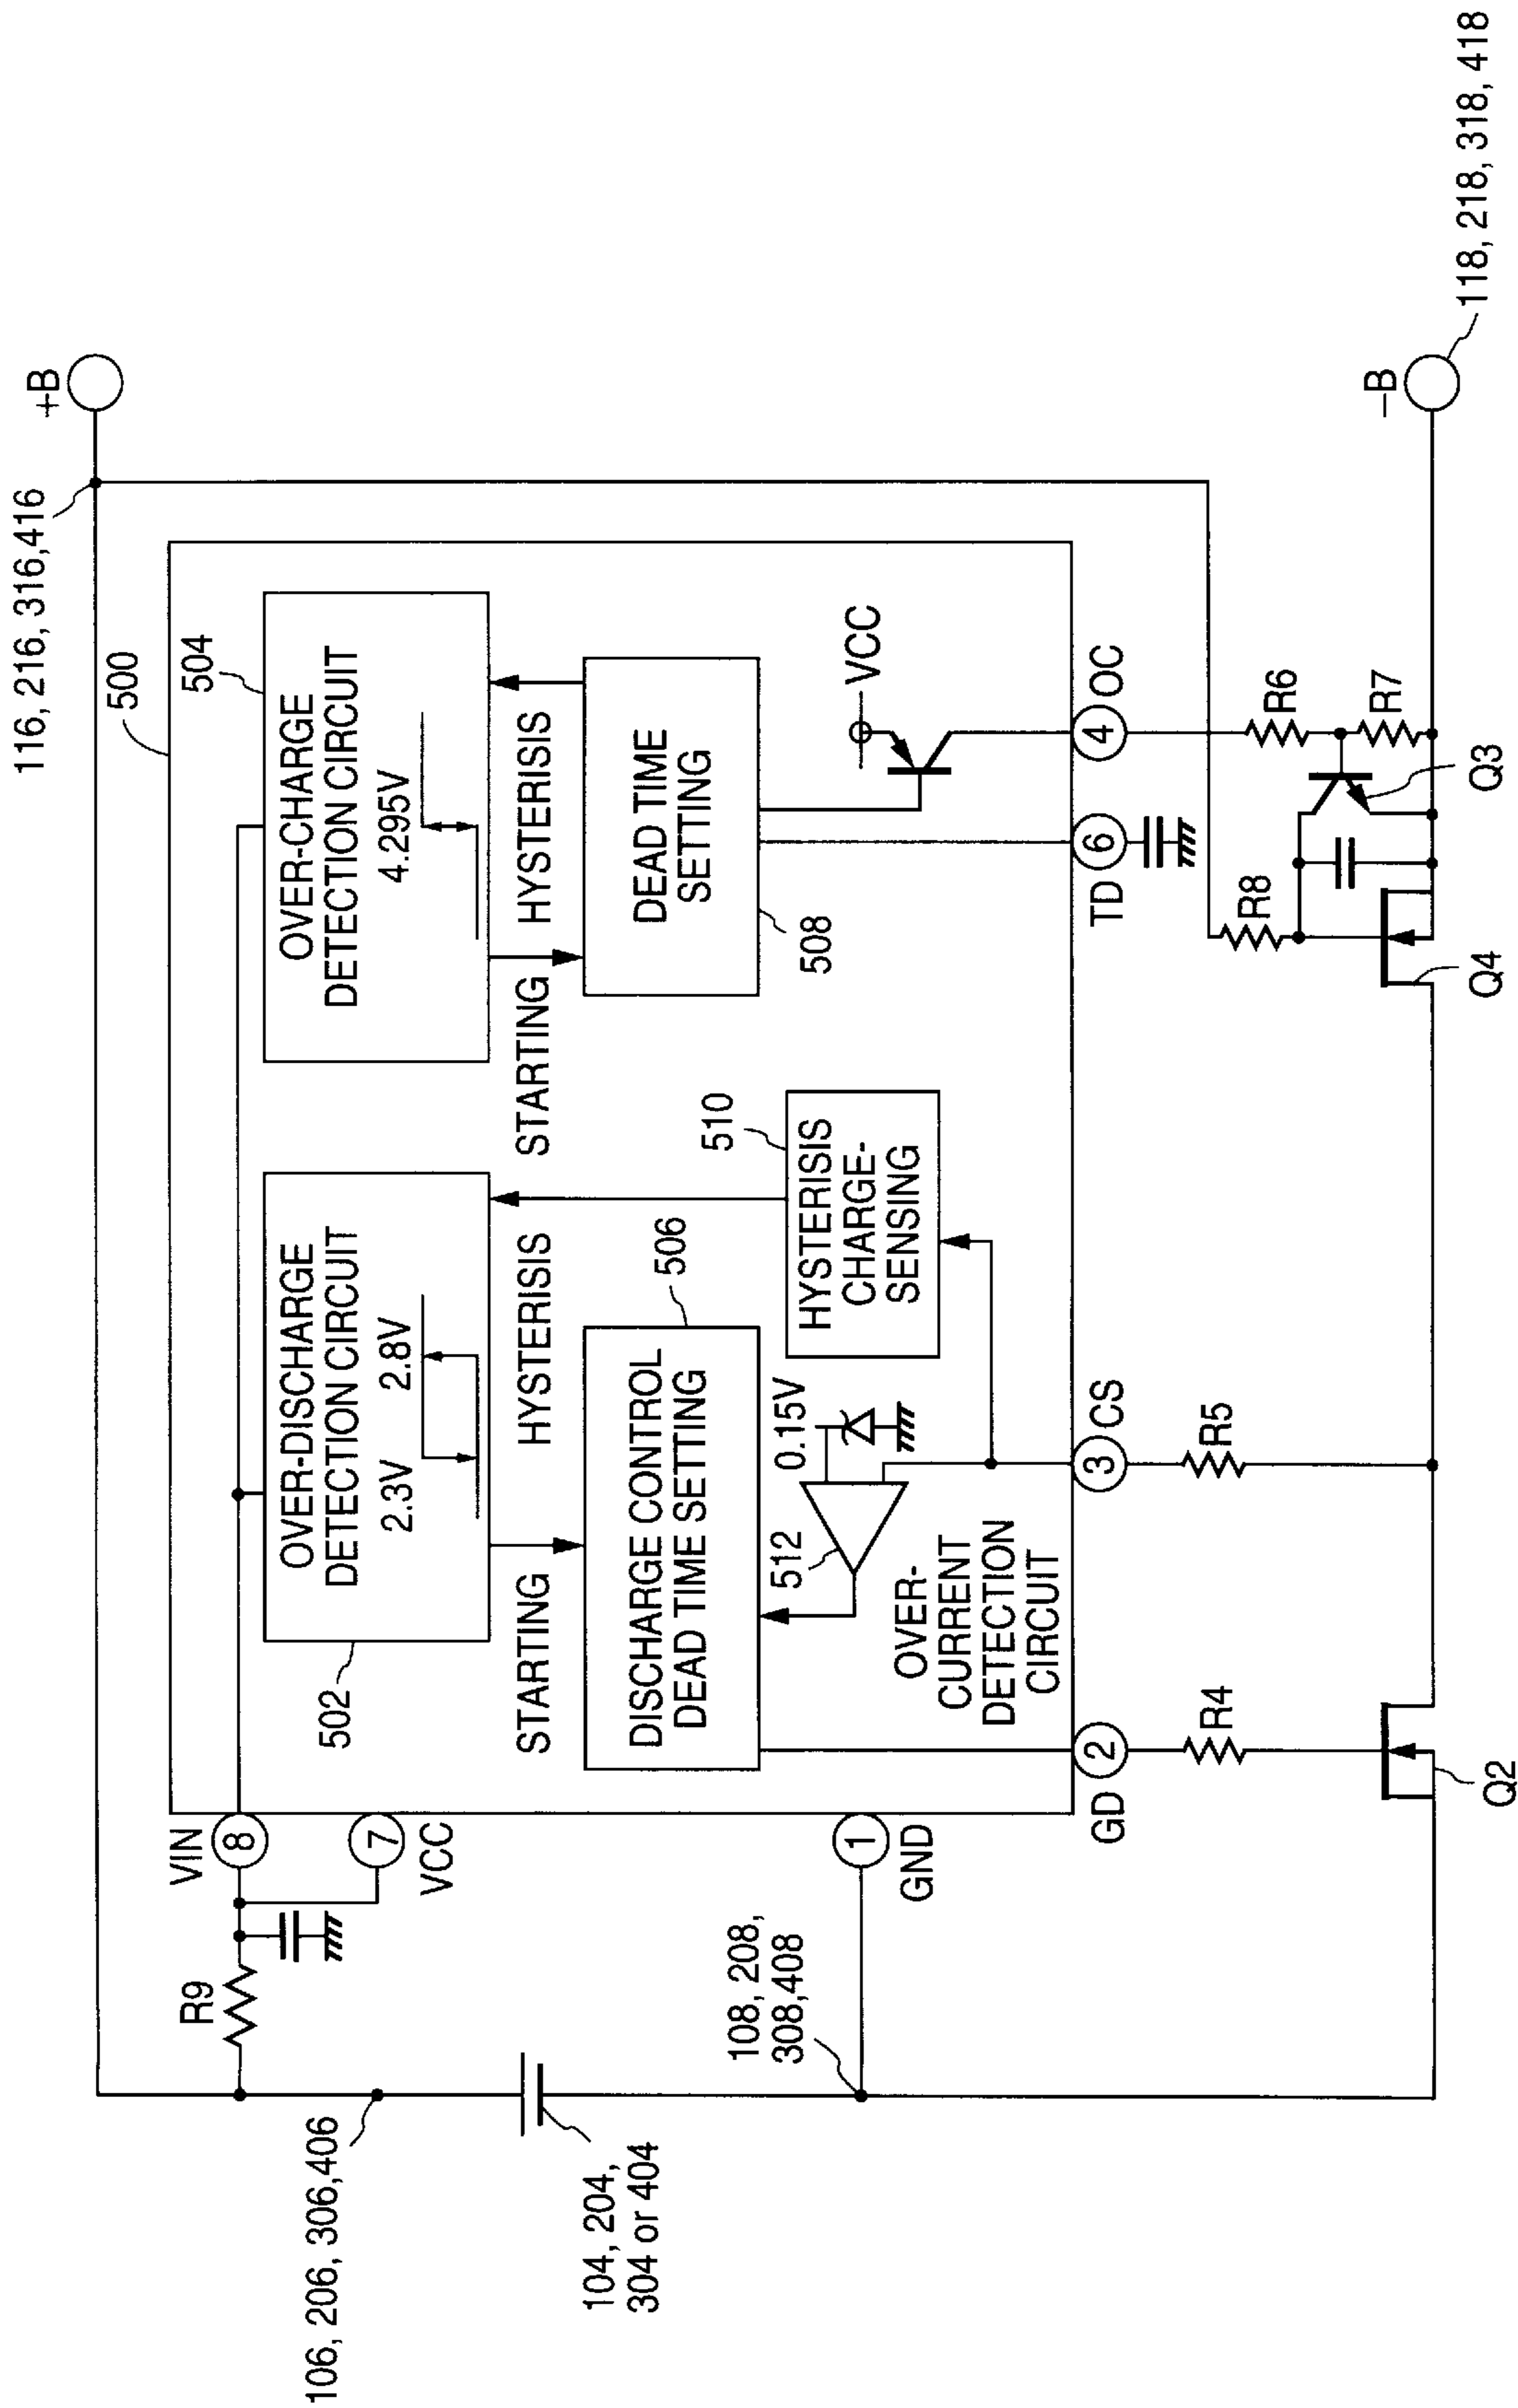 116, 216, 316,416
+B
500
504
OVER-CHARGE
DETECTION CIRCUIT
4.295V
STARTING
HYSTERISIS
DEAD TIME
SETTING
508
VCC
502
OVER-DISCHARGE
DETECTION CIRCUIT
2.3V
2.8V
STARTING
HYSTERISIS
506
DISCHARGE CONTROL
DEAD TIME SETTING
510
HYSTERISIS
CHARGE-
SENSING
0.15V
512
OVER-
CURRENT
DETECTION
CIRCUIT
VIN
8
7
VCC
R9
106, 206, 306,406
104, 204,
304 or 404
108, 208,
308,408
1
GND
GD
2
3
CS
TD
6
4
OC
R4
R5
R8
R6
R7
Q2
Q4
Q3
–B
118, 218, 318, 418